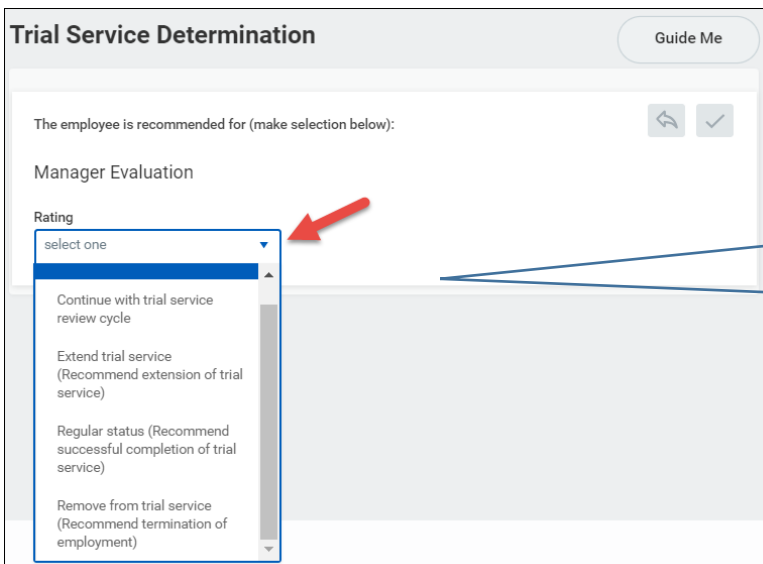 Trial Service Determination
Guide Me
The employee is recommended for (make selection below):
Manager Evaluation
Rating
select one
Continue with trial service
review cycle
Extend trial service
(Recommend extension of trial
service)
Regular status (Recommend
successful completion of trial
service)
Remove from trial service
(Recommend termination of
employment)